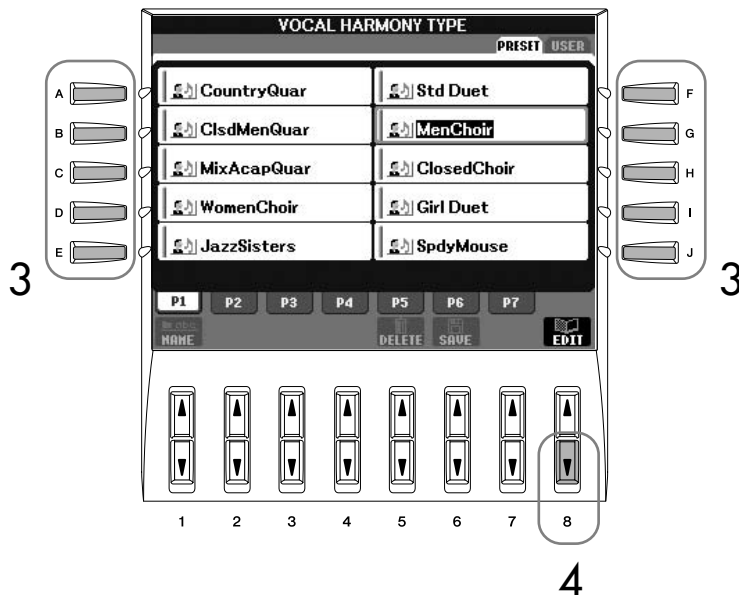 VOCAL HARMONY TYPE
PRESET USER
A CountryQuar Std Duet F
B ClsdMenQuar MenChoir G
C MixAcapQuar ClosedChoir H
D WomenChoir Girl Duet I
E JazzSisters SpdyMouse J
3 3
P1 P2 P3 P4 P5 P6 P7
NAME DELETE SAVE EDIT
1 2 3 4 5 6 7 8
4